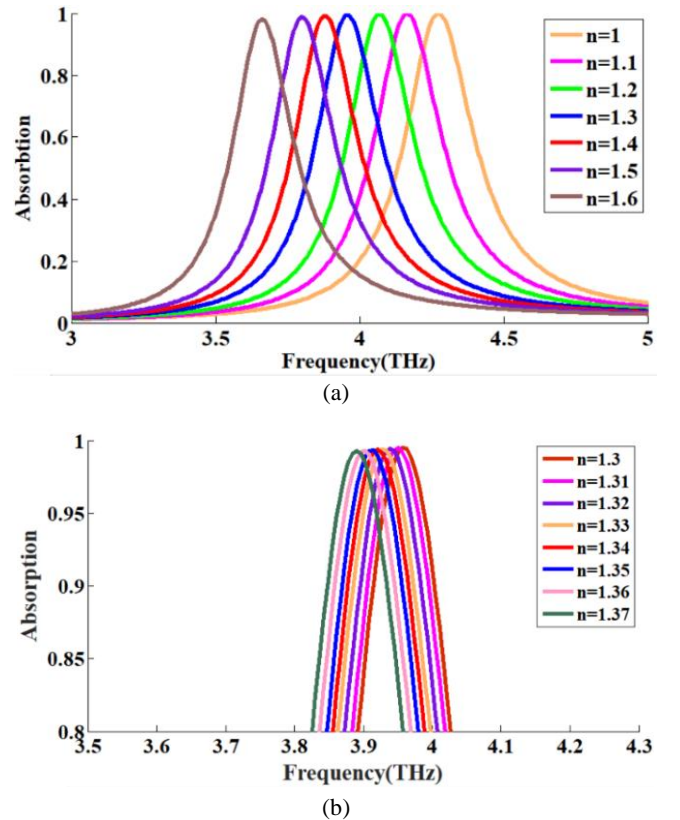 1
0.8
0.6
0.4
0.2
0
Absorbtion
3
3.5
4
4.5
5
Frequency(THz)
n=1
n=1.1
n=1.2
n=1.3
n=1.4
n=1.5
n=1.6
(a)
1
0.95
0.9
0.85
0.8
Absorption
3.5
3.6
3.7
3.8
3.9
4
4.1
4.2
4.3
Frequency(THz)
n=1.3
n=1.31
n=1.32
n=1.33
n=1.34
n=1.35
n=1.36
n=1.37
(b)